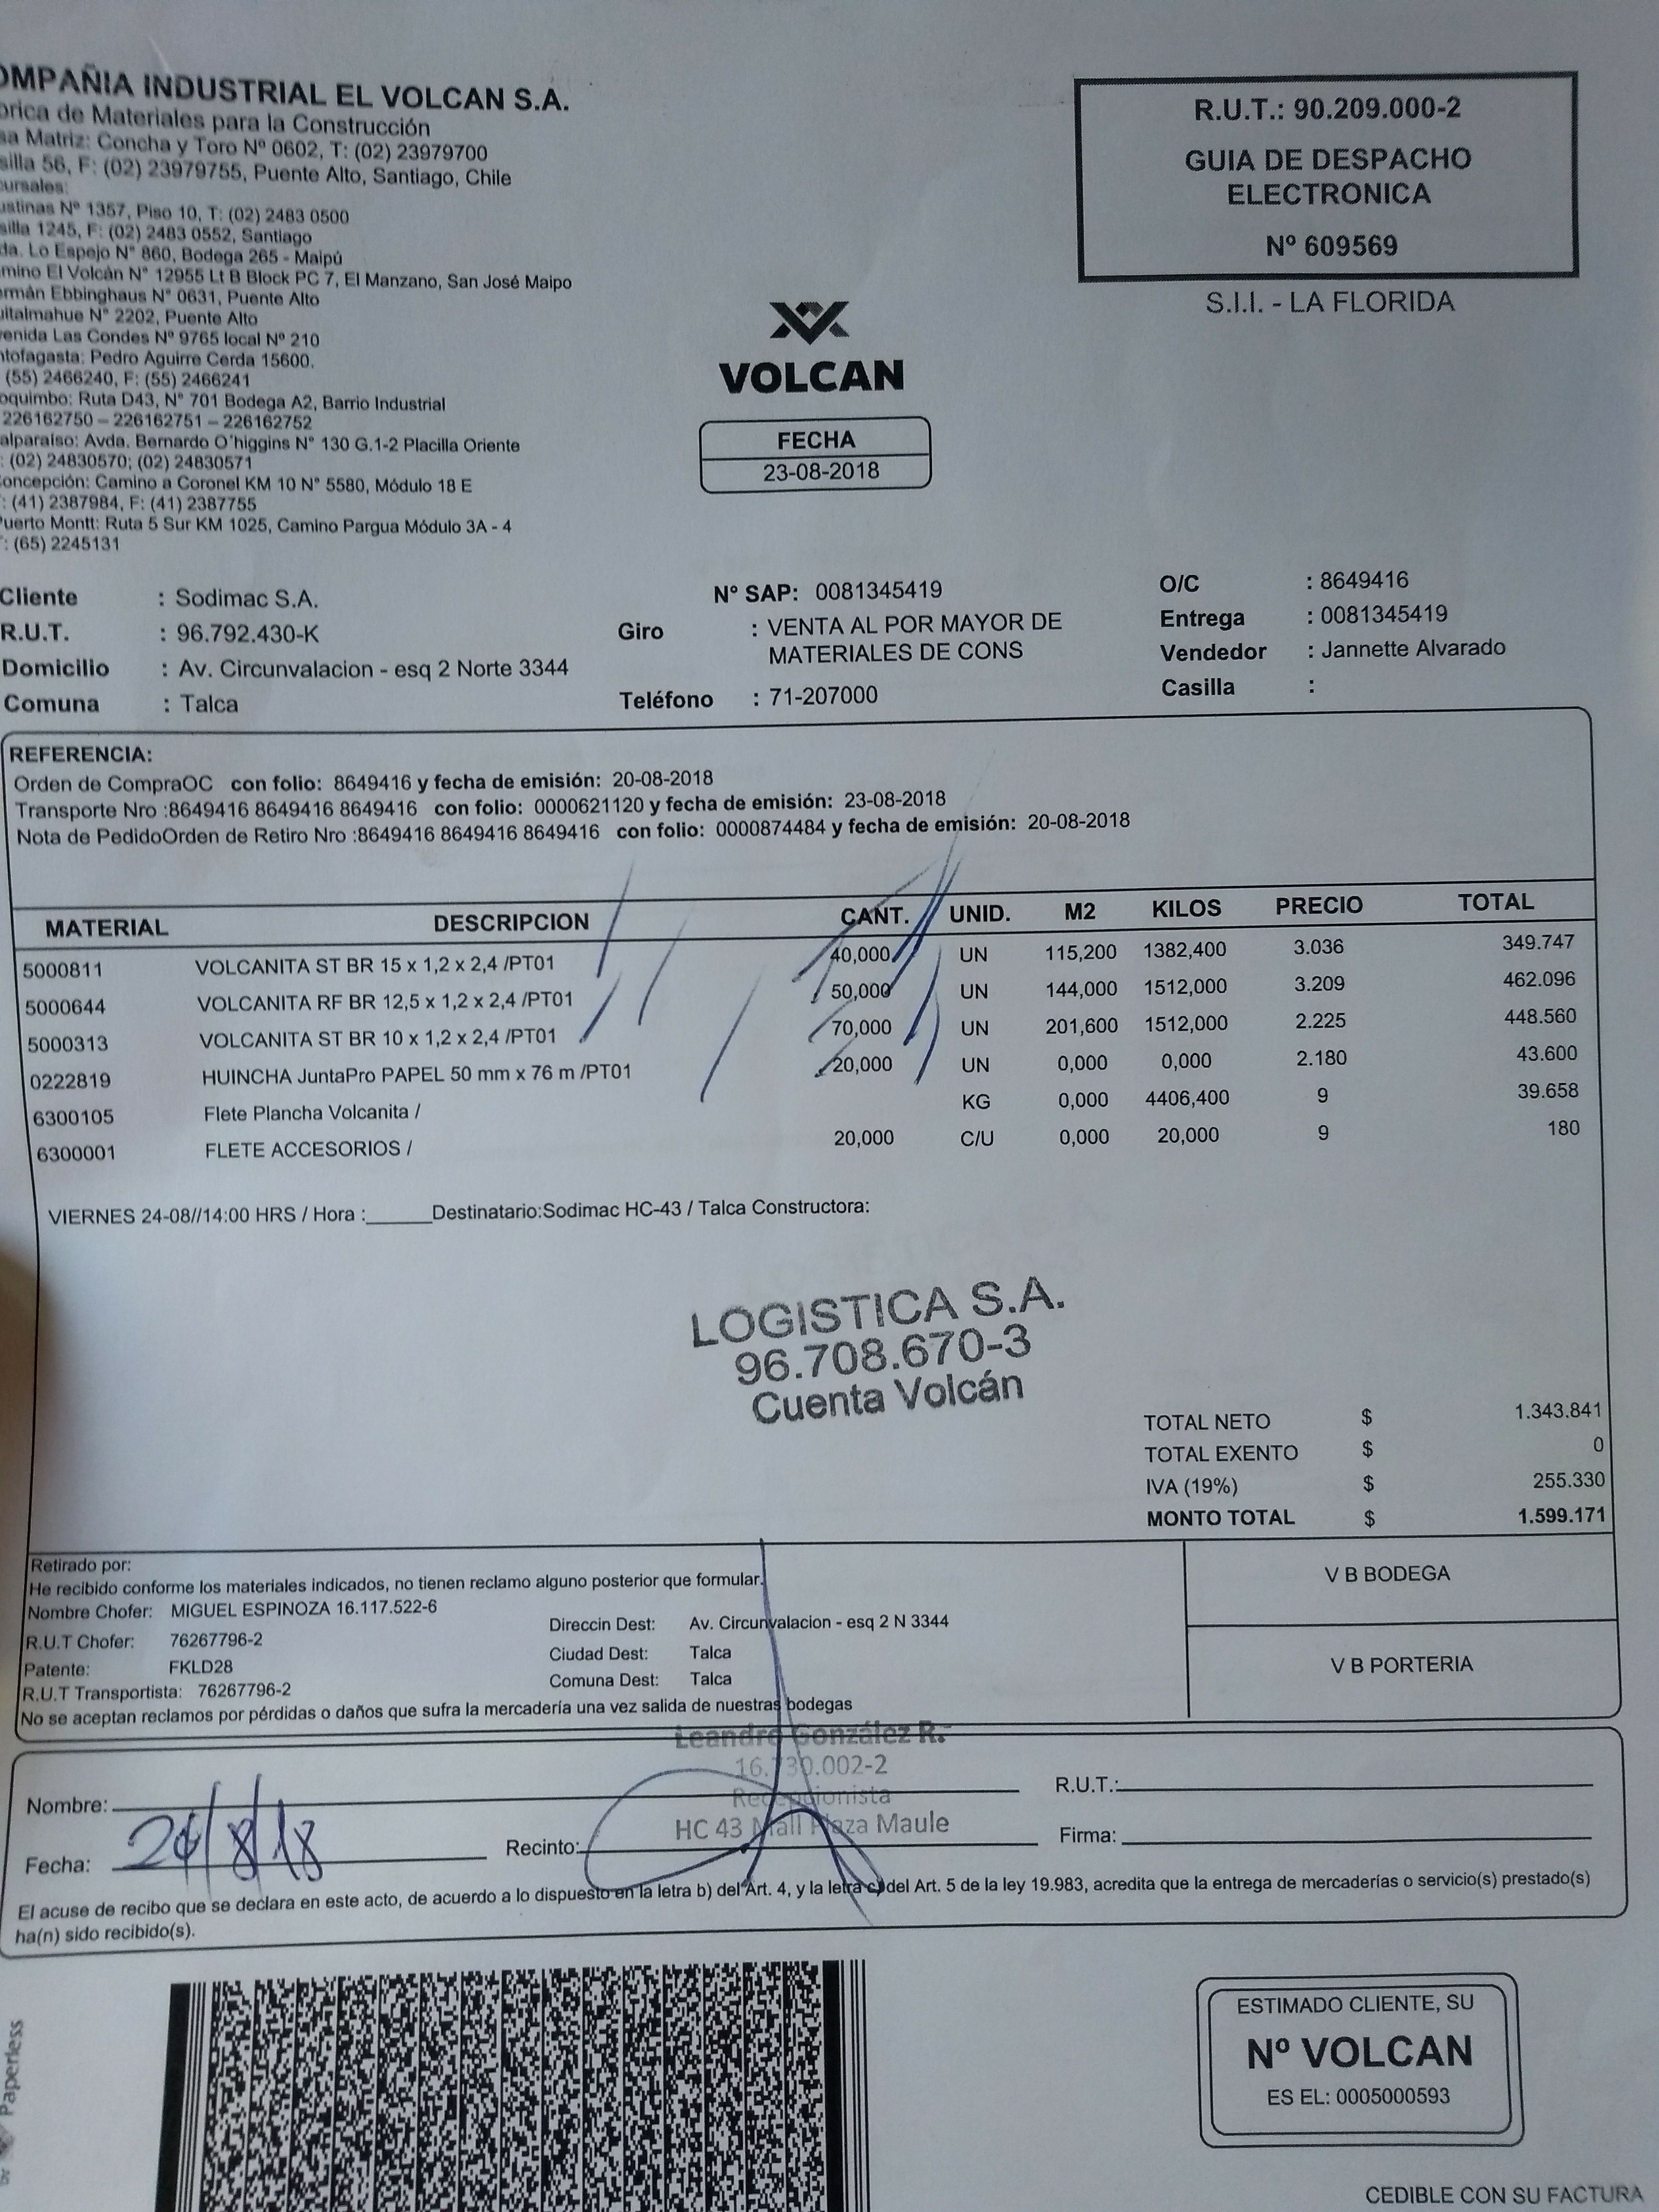 OMPAÑIA INDUSTRIAL EL VOLCAN S.A.
brica de Materiales para la Construcción
sa Matriz: Concha y Toro Nº 0602, T: (02) 23979700
silla 56, F: (02) 23979755, Puente Alto, Santiago, Chile
cursales:
ustinas Nº 1357, Piso 10, T: (02) 2483 0500
silla 1245, F: (02) 2483 0552, Santiago
da. Lo Espejo N° 860, Bodega 265 - Maipú
mino El Volcán N° 12955 Lt B Block PC 7, El Manzano, San José Maipo
rmán Ebbinghaus N° 0631, Puente Alto
uitalmahue N° 2202, Puente Alto
venida Las Condes Nº 9765 local Nº 210
ntofagasta: Pedro Aguirre Cerda 15600.
(55) 2466240, F: (55) 2466241
oquimbo: Ruta D43, N° 701 Bodega A2, Barrio Industrial
226162750 – 226162751 – 226162752
alparaíso: Avda. Bernardo O'higgins N° 130 G.1-2 Placilla Oriente
: (02) 24830570; (02) 24830571
oncepción: Camino a Coronel KM 10 N° 5580, Módulo 18 E
: (41) 2387984, F: (41) 2387755
uerto Montt: Ruta 5 Sur KM 1025, Camino Pargua Módulo 3A - 4
: (65) 2245131
R.U.T.: 90.209.000-2
GUIA DE DESPACHO
ELECTRONICA
Nº 609569
S.I.I. - LA FLORIDA
VOLCAN
FECHA
23-08-2018
Cliente : Sodimac S.A.
R.U.T. : 96.792.430-K
Domicilio : Av. Circunvalacion - esq 2 Norte 3344
Comuna : Talca
N° SAP: 0081345419
Giro : VENTA AL POR MAYOR DE
MATERIALES DE CONS
Teléfono : 71-207000
O/C : 8649416
Entrega : 0081345419
Vendedor : Jannette Alvarado
Casilla :
REFERENCIA:
Orden de CompraOC con folio: 8649416 y fecha de emisión: 20-08-2018
Transporte Nro :8649416 8649416 8649416 con folio: 0000621120 y fecha de emisión: 23-08-2018
Nota de PedidoOrden de Retiro Nro :8649416 8649416 8649416 con folio: 0000874484 y fecha de emisión: 20-08-2018
MATERIAL DESCRIPCION CANT. UNID. M2 KILOS PRECIO TOTAL
5000811 VOLCANITA ST BR 15 x 1,2 x 2,4 /PT01 40,000 UN 115,200 1382,400 3.036 349.747
5000644 VOLCANITA RF BR 12,5 x 1,2 x 2,4 /PT01 50,000 UN 144,000 1512,000 3.209 462.096
5000313 VOLCANITA ST BR 10 x 1,2 x 2,4 /PT01 70,000 UN 201,600 1512,000 2.225 448.560
0222819 HUINCHA JuntaPro PAPEL 50 mm x 76 m /PT01 20,000 UN 0,000 0,000 2.180 43.600
6300105 Flete Plancha Volcanita / KG 0,000 4406,400 9 39.658
6300001 FLETE ACCESORIOS / 20,000 C/U 0,000 20,000 9 180
VIERNES 24-08//14:00 HRS / Hora :______Destinatario:Sodimac HC-43 / Talca Constructora:
LOGISTICA S.A.
96.708.670-3
Cuenta Volcán
TOTAL NETO $ 1.343.841
TOTAL EXENTO $ 0
IVA (19%) $ 255.330
MONTO TOTAL $ 1.599.171
Retirado por:
He recibido conforme los materiales indicados, no tienen reclamo alguno posterior que formular.
Nombre Chofer: MIGUEL ESPINOZA 16.117.522-6
R.U.T Chofer: 76267796-2
Patente: FKLD28
R.U.T Transportista: 76267796-2
Direccin Dest: Av. Circunvalacion - esq 2 N 3344
Ciudad Dest: Talca
Comuna Dest: Talca
No se aceptan reclamos por pérdidas o daños que sufra la mercadería una vez salida de nuestras bodegas
V B BODEGA
V B PORTERIA
Leandro González R.
16.730.002-2
Recepcionista
HC 43 Mall Plaza Maule
Nombre:
R.U.T.:
Fecha: 24/8/18
Recinto:
Firma:
El acuse de recibo que se declara en este acto, de acuerdo a lo dispuesto en la letra b) del Art. 4, y la letra c) del Art. 5 de la ley 19.983, acredita que la entrega de mercaderías o servicio(s) prestado(s)
ha(n) sido recibido(s).
Paperless
ESTIMADO CLIENTE, SU
Nº VOLCAN
ES EL: 0005000593
CEDIBLE CON SU FACTURA